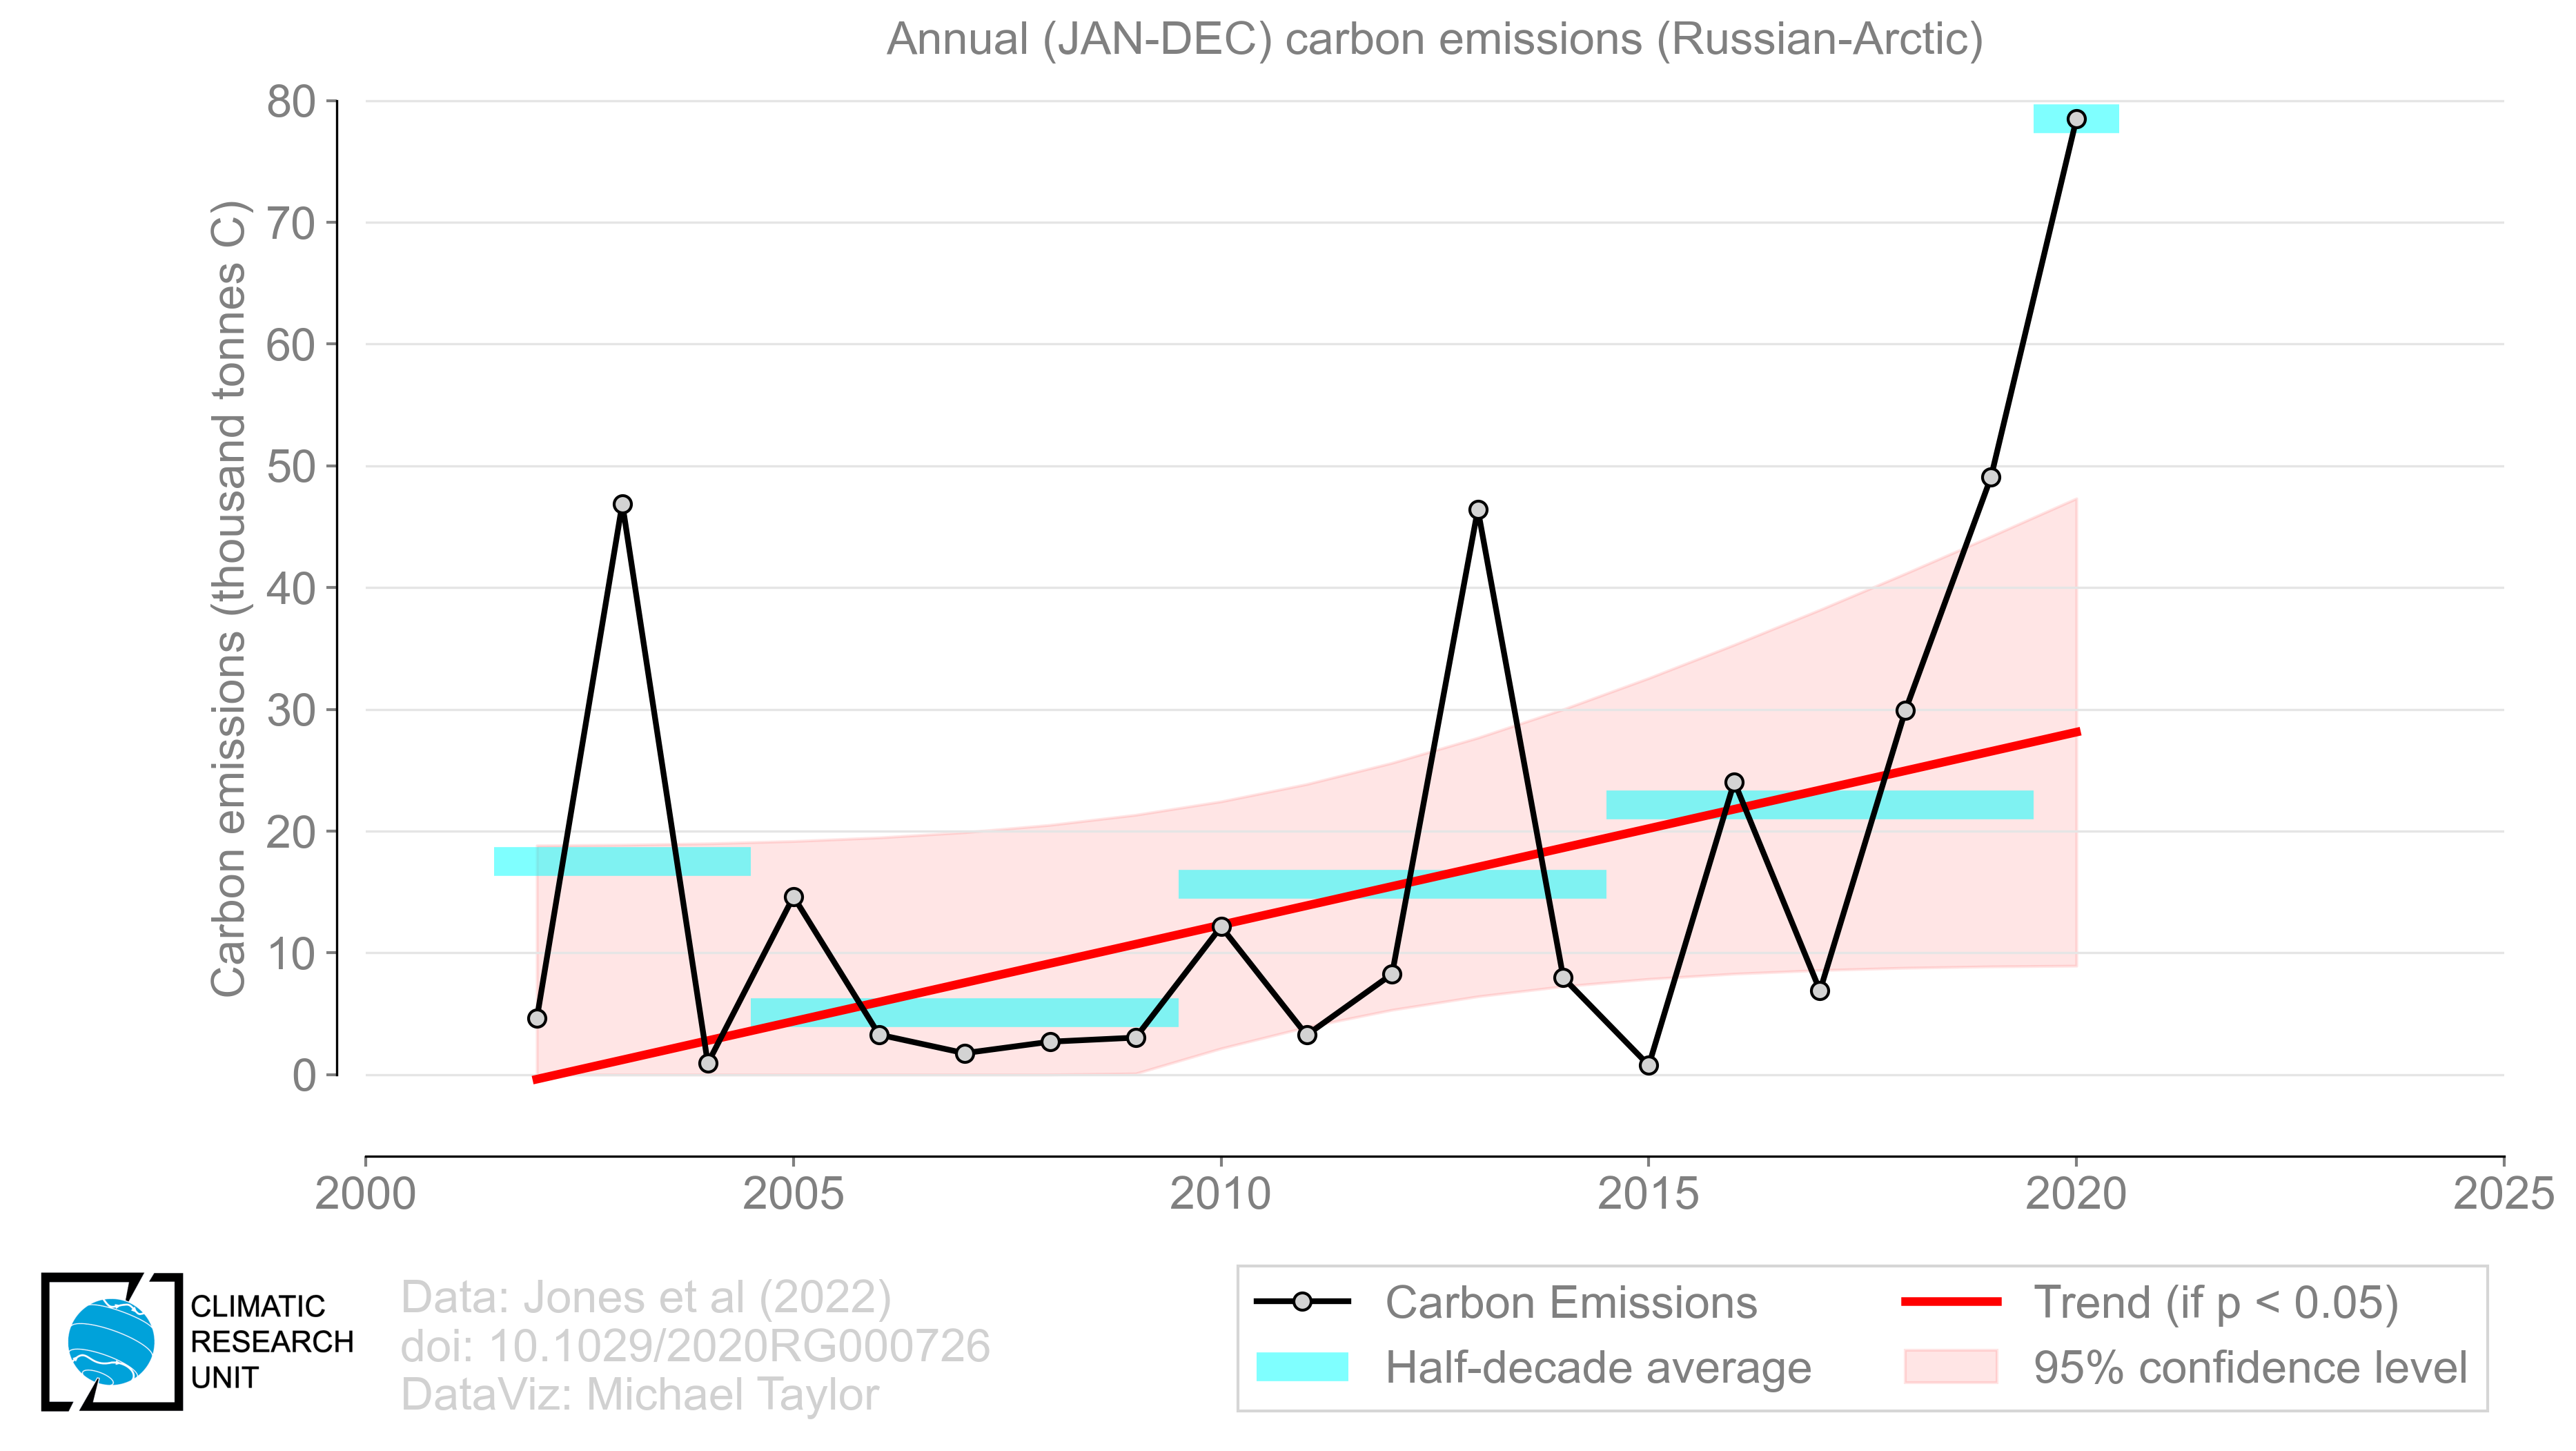 Annual (JAN-DEC) carbon emissions (Russian-Arctic)
Carbon emissions (thousand tonnes C)
80
70
60
50
40
30
20
10
0
2000 2005 2010 2015 2020 2025
CLIMATIC
RESEARCH
UNIT
Data: Jones et al (2022)
doi: 10.1029/2020RG000726
DataViz: Michael Taylor
Carbon Emissions
Half-decade average
Trend (if p < 0.05)
95% confidence level